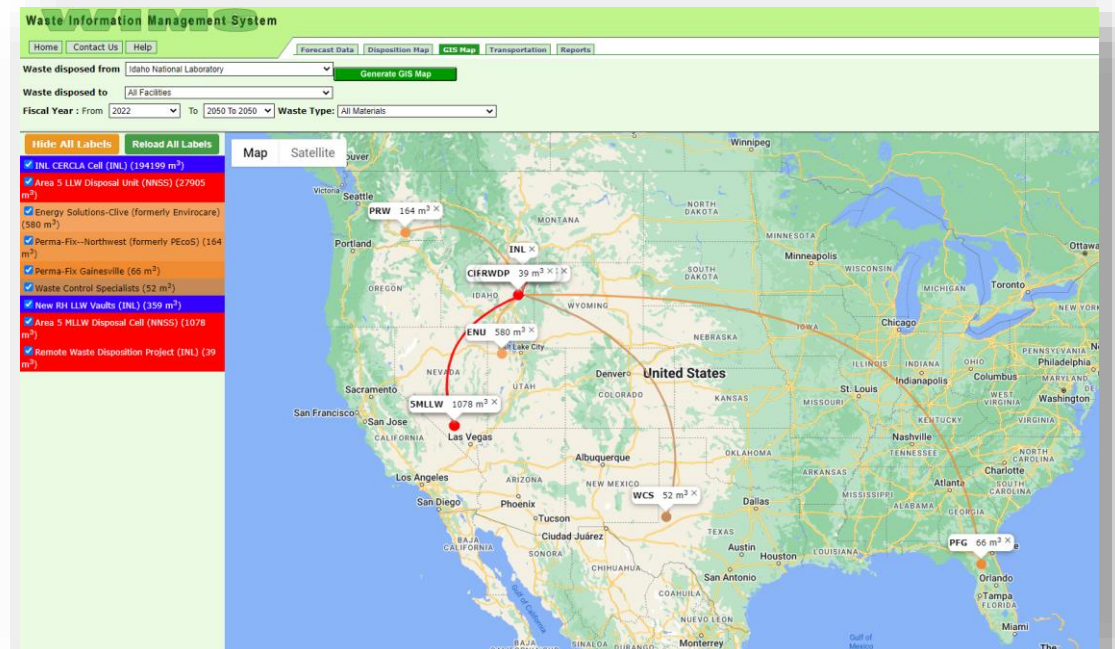 Waste Information Management System
WIMS
Home Contact Us Help
Forecast Data Disposition Map GIS Map Transportation Reports
Waste disposed from Idaho National Laboratory Generate GIS Map
Waste disposed to All Facilities
Fiscal Year : From 2022 To 2050 To 2050 Waste Type: All Materials
Hide All Labels Reload All Labels
INL CERCLA Cell (INL) (194199 m³)
Area 5 LLW Disposal Unit (NNSS) (27905
m³)
Energy Solutions-Clive (formerly Envirocare)
(580 m³)
Perma-Fix--Northwest (formerly PEcoS) (164
m³)
Perma-Fix Gainesville (66 m³)
Waste Control Specialists (52 m³)
New RH LLW Vaults (INL) (359 m³)
Area 5 MLLW Disposal Cell (NNSS) (1078
m³)
Remote Waste Disposition Project (INL) (39
m³)
Map Satellite
Winnipeg
Victoria
Seattle
PRW 164 m³ ×
NORTH
DAKOTA
MONTANA
MINNESOTA
Portland
INL ×
Minneapolis
Ottawa
WISCONSIN
CIFRWDP 39 m³ ×
SOUTH
DAKOTA
MICHIGAN
Toronto
OREGON
IDAHO
WYOMING
NEW YORK
IOWA
Chicago
ENU 580 m³ ×
NEBRASKA
Lake City
PENNSYLVANIA
Philadelphia
NEVADA
Denver
United States
ILLINOIS
INDIANA
OHIO
Indianapolis
Columbus
MARYLAND
Sacramento
UTAH
COLORADO
KANSAS
St. Louis
MISSOURI
WEST
VIRGINIA
Washington
DE
5MLLW 1078 m³ ×
San Francisco
San Jose
KENTUCKY
VIRGINIA
CALIFORNIA
Las Vegas
Nashville
TENNESSEE
NORTH
CAROLINA
Albuquerque
OKLAHOMA
ARKANSAS
Charlotte
Los Angeles
ARIZONA
NEW MEXICO
Atlanta
SOUTH
CAROLINA
WCS 52 m³ ×
MISSISSIPPI
ALABAMA
San Diego
Phoenix
Dallas
GEORGIA
Tucson
TEXAS
BAJA
CALIFORNIA
Ciudad Juárez
PFG 66 m³ ×
SONORA
Austin
LOUISIANA
Houston
CHIHUAHUA
San Antonio
Orlando
COAHUILA
Tampa
FLORIDA
Gulf of
California
NUEVO LEON
Miami
Gulf of
Mexico
Monterrey
SINALOA
DURANGO
The